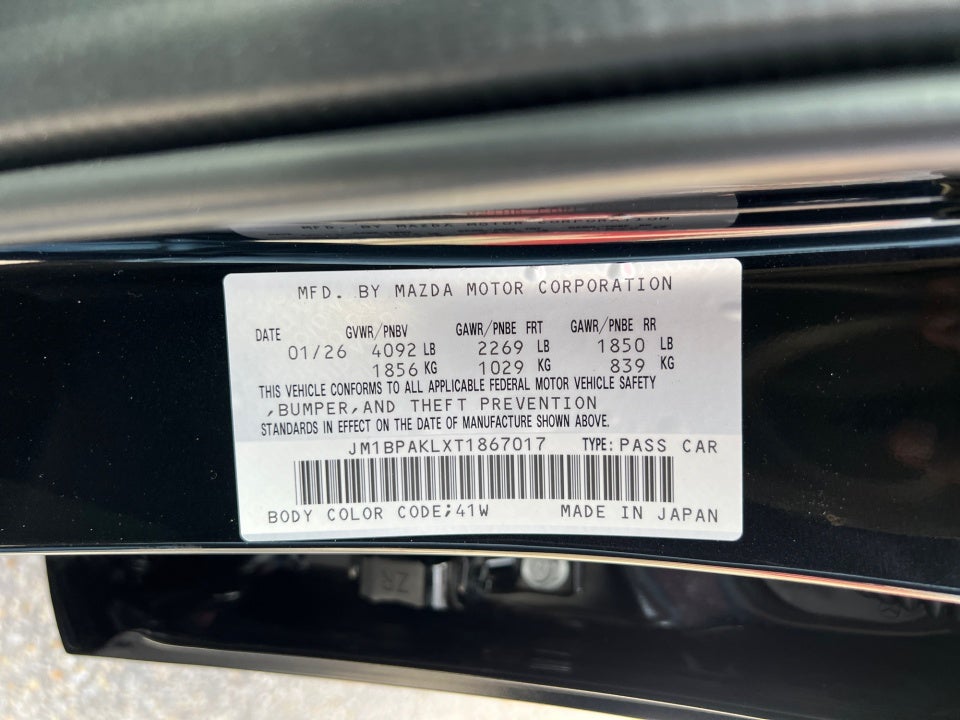 MFD. BY MAZDA MOTOR CORPORATION
DATE GVWR/PNBV GAWR/PNBE FRT GAWR/PNBE RR
01/26 4092 LB 2269 LB 1850 LB
1856 KG 1029 KG 839 KG
THIS VEHICLE CONFORMS TO ALL APPLICABLE FEDERAL MOTOR VEHICLE SAFETY
,BUMPER,AND THEFT PREVENTION
STANDARDS IN EFFECT ON THE DATE OF MANUFACTURE SHOWN ABOVE.
JM1BPAKLXT1867017 TYPE: PASS CAR
BODY COLOR CODE;41W MADE IN JAPAN
ZR